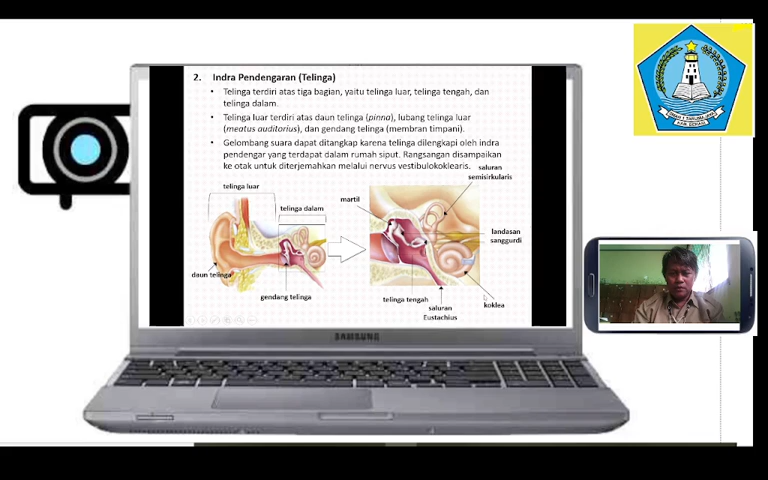 2. Indra Pendengaran (Telinga)
• Telinga terdiri atas tiga bagian, yaitu telinga luar, telinga tengah, dan
telinga dalam.
• Telinga luar terdiri atas daun telinga (pinna), lubang telinga luar
(meatus auditorius), dan gendang telinga (membran timpani).
• Gelombang suara dapat ditangkap karena telinga dilengkapi oleh indra
pendengar yang terdapat dalam rumah siput. Rangsangan disampaikan
ke otak untuk diterjemahkan melalui nervus vestibulokoklearis.
saluran
semisirkularis
telinga luar
telinga dalam
martil
landasan
sanggurdi
daun telinga
gendang telinga
telinga tengah
saluran
Eustachius
koklea
SAMSUNG